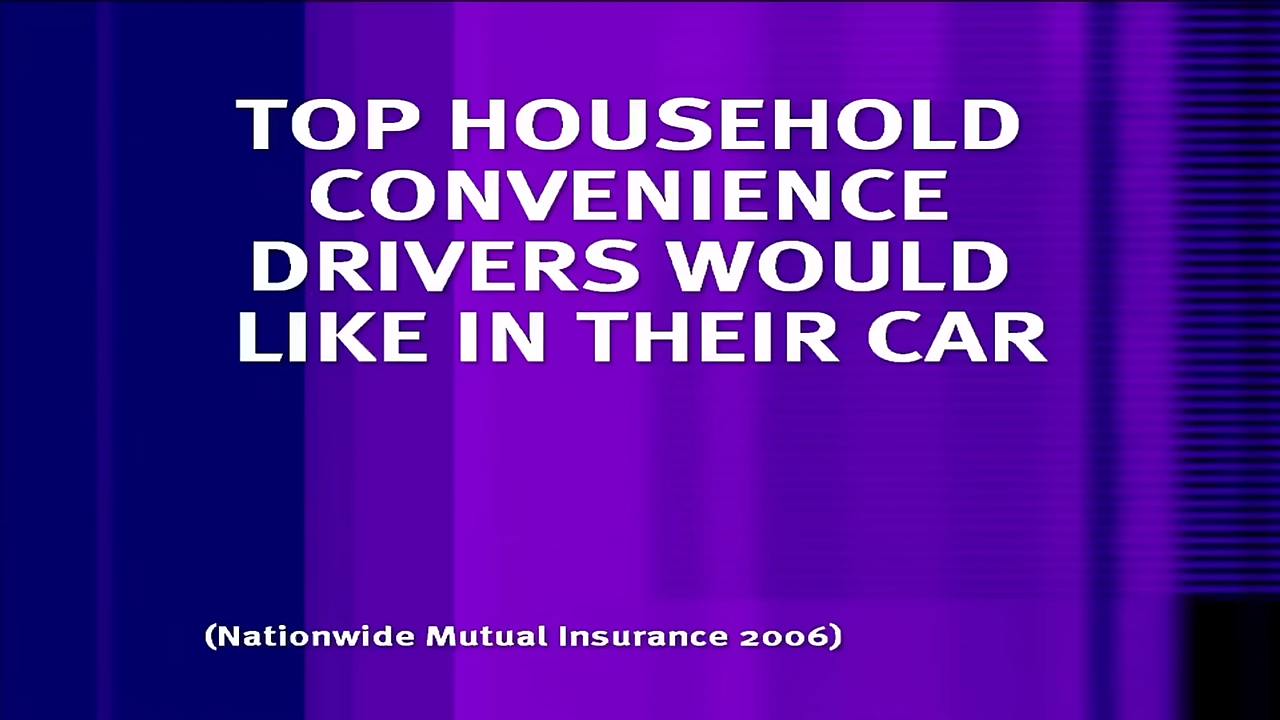 TOP HOUSEHOLD
CONVENIENCE
DRIVERS WOULD
LIKE IN THEIR CAR
(Nationwide Mutual Insurance 2006)